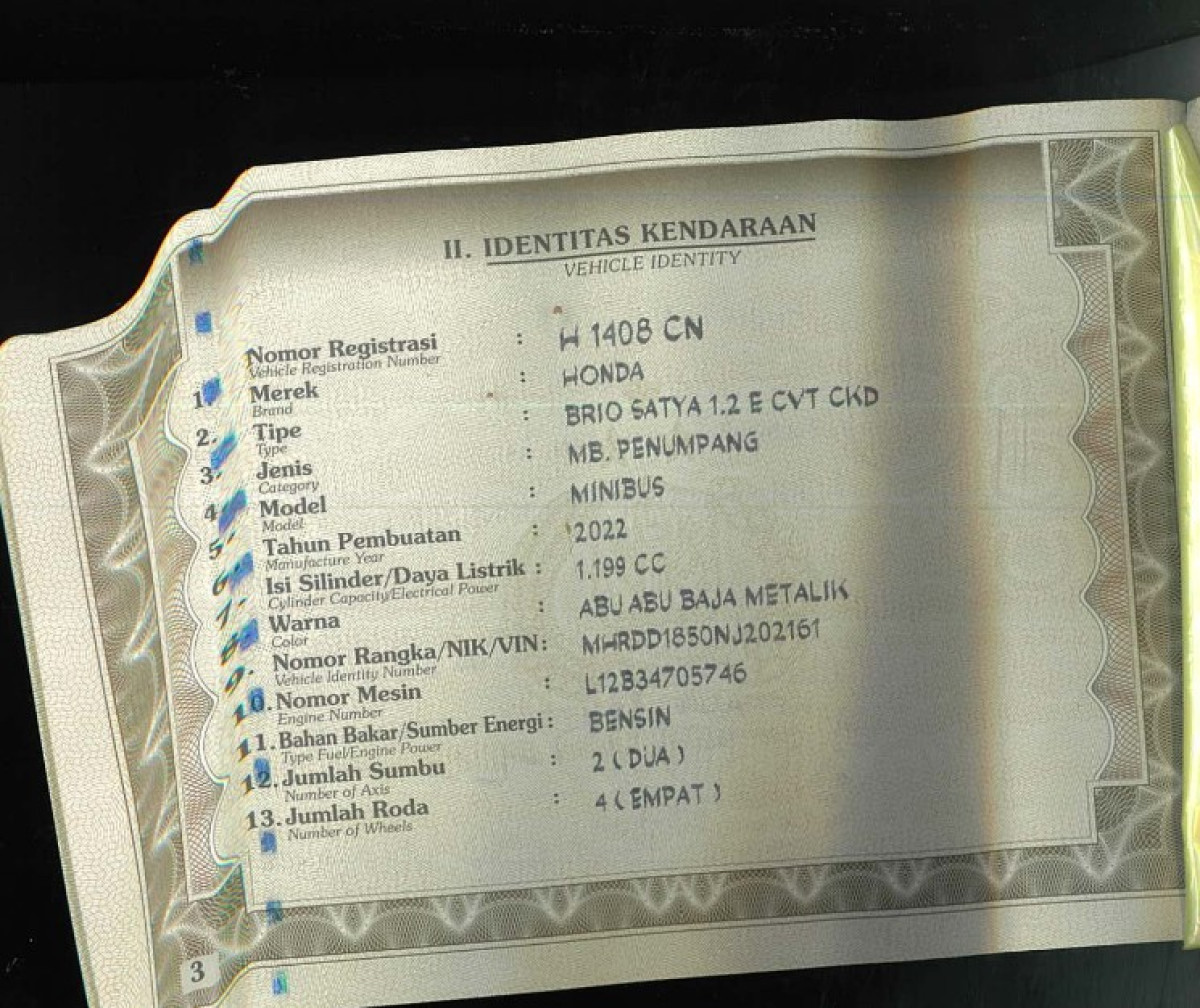 II. IDENTITAS KENDARAAN
VEHICLE IDENTITY
1. Nomor Registrasi : H 1408 CN
Vehicle Registration Number
2. Merek : HONDA
Brand
3. Tipe : BRIO SATYA 1.2 E CVT CKD
Type
4. Jenis : MB. PENUMPANG
Category
5. Model : MINIBUS
Model
6. Tahun Pembuatan : 2022
Manufacture Year
7. Isi Silinder/Daya Listrik : 1.199 CC
Cylinder Capacity/Electrical Power
8. Warna : ABU ABU BAJA METALIK
Color
9. Nomor Rangka/NIK/VIN : MHRDD1850NJ202161
Vehicle Identity Number
10. Nomor Mesin : L12B34705746
Engine Number
11. Bahan Bakar/Sumber Energi : BENSIN
Type Fuel/Engine Power
12. Jumlah Sumbu : 2 ( DUA )
Number of Axis
13. Jumlah Roda : 4 ( EMPAT )
Number of Wheels
3